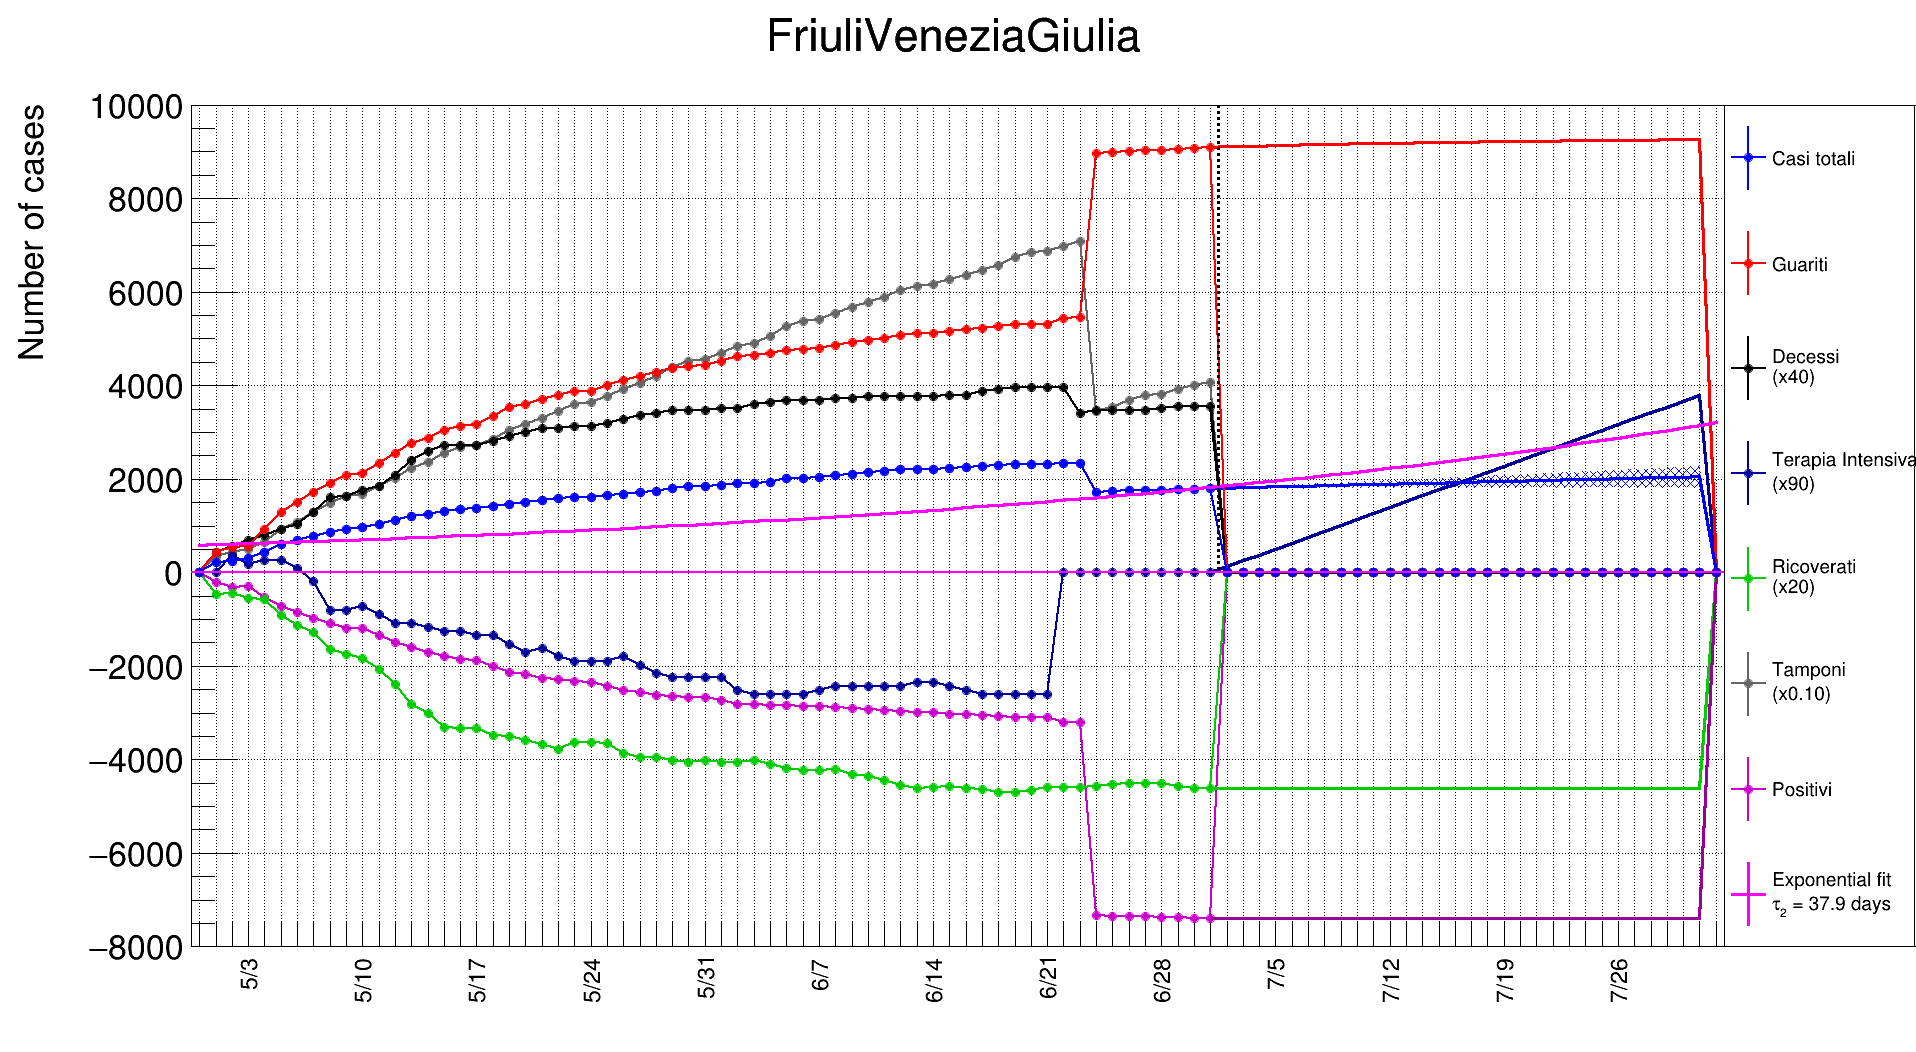 FriuliVeneziaGiulia
Number of cases
10000
8000
6000
4000
2000
0
−2000
−4000
−6000
−8000
5/3
5/10
5/17
5/24
5/31
6/7
6/14
6/21
6/28
7/5
7/12
7/19
7/26
Casi totali
Guariti
Decessi
(x40)
Terapia Intensiva
(x90)
Ricoverati
(x20)
Tamponi
(x0.10)
Positivi
Exponential fit
τ2 = 37.9 days